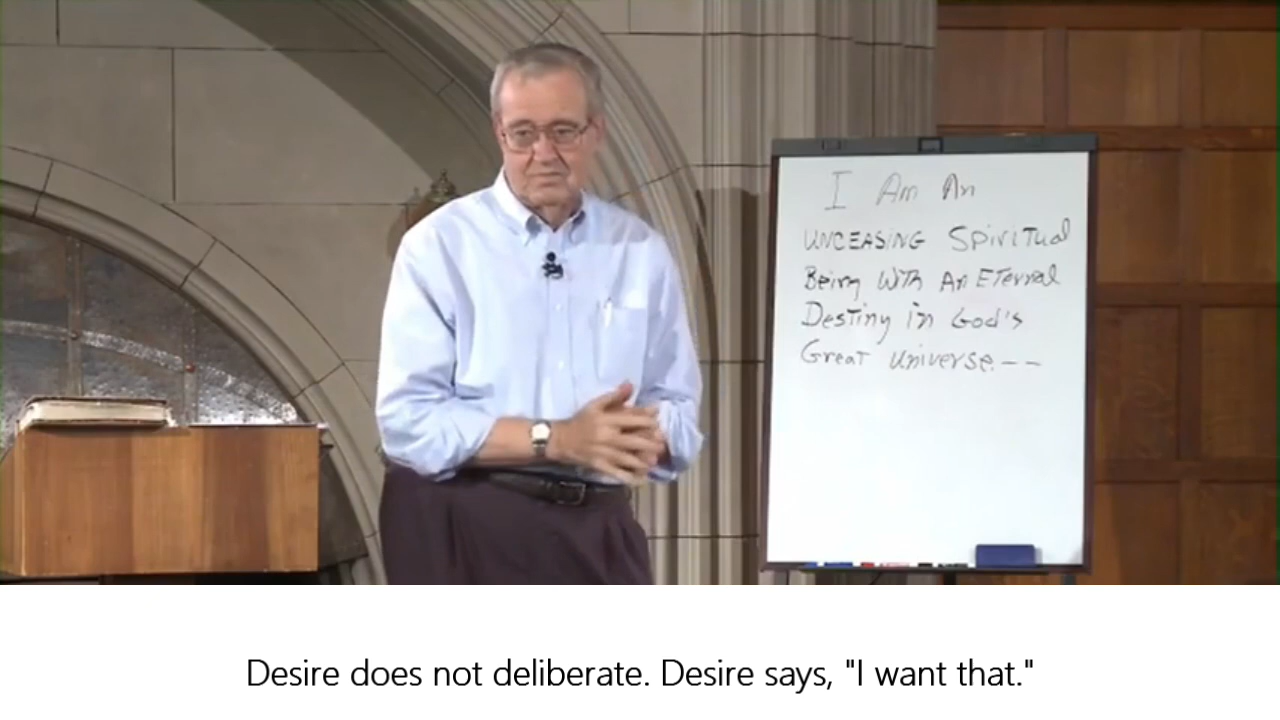 I Am An
UNCEASING SpiriTual
Being WiTh An ETernal
DesTiny in God's
GreaT Universe---
Desire does not deliberate. Desire says, "I want that."